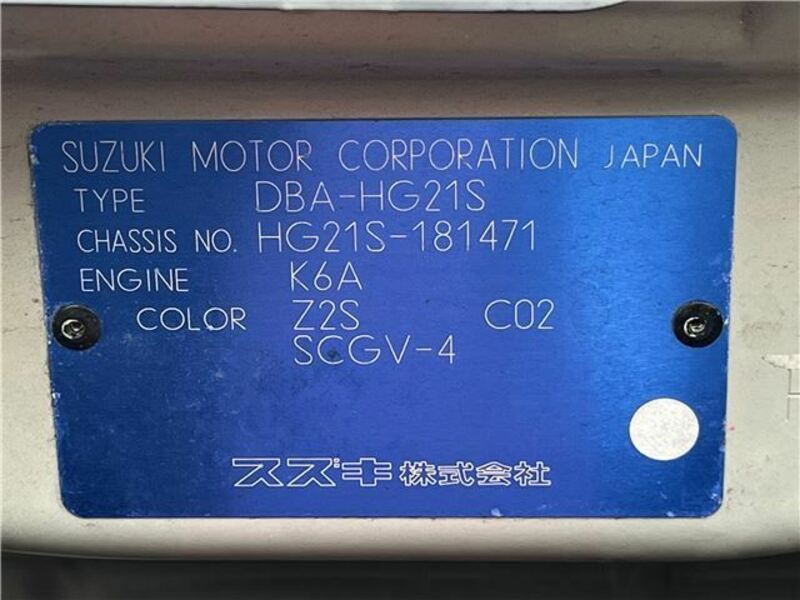 SUZUKI MOTOR CORPORATION JAPAN
TYPE DBA-HG21S
CHASSIS NO. HG21S-181471
ENGINE K6A
COLOR Z2S C02
SCGV-4
スズキ株式会社